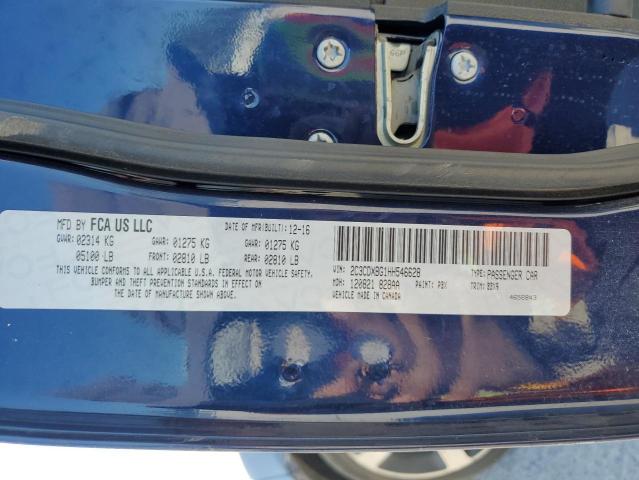 MFD BY FCA US LLC DATE OF MFR(BUILT): 12-16
GVWR: 02314 KG GAWR: 01275 KG GAWR: 01275 KG
05100 LB FRONT: 02810 LB REAR: 02810 LB
THIS VEHICLE CONFORMS TO ALL APPLICABLE U.S.A. FEDERAL MOTOR VEHICLE SAFETY,
BUMPER AND THEFT PREVENTION STANDARDS IN EFFECT ON
THE DATE OF MANUFACTURE SHOWN ABOVE.
VIN: 2C3CDXBG1HH546628 TYPE: PASSENGER CAR
MDH: 120821 828AA PAINT: PBX TRIM:
VEHICLE MADE IN CANADA 4658843